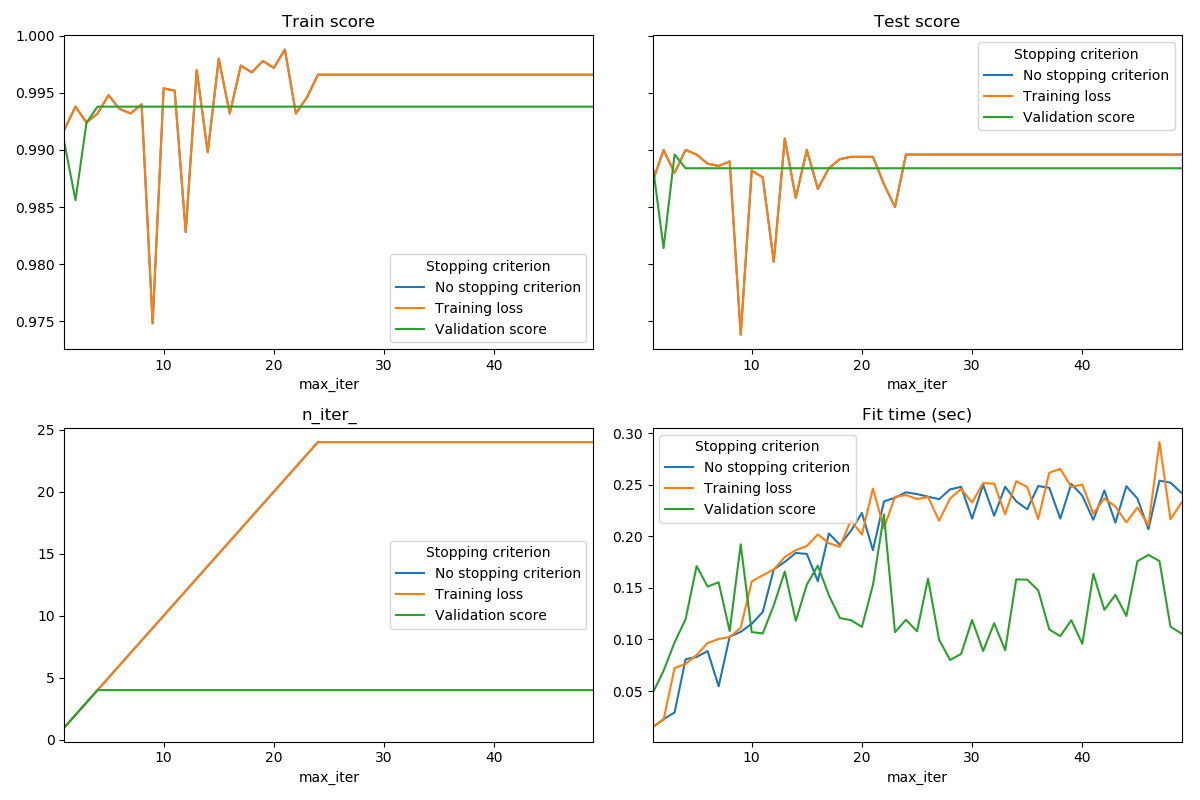 Train score
1.000
0.995
0.990
0.985
0.980
0.975
Stopping criterion
No stopping criterion
Training loss
Validation score
10 20 30 40
max_iter
Test score
Stopping criterion
No stopping criterion
Training loss
Validation score
10 20 30 40
max_iter
n_iter_
25
20
15
10
5
0
Stopping criterion
No stopping criterion
Training loss
Validation score
10 20 30 40
max_iter
Fit time (sec)
0.30
0.25
0.20
0.15
0.10
0.05
Stopping criterion
No stopping criterion
Training loss
Validation score
10 20 30 40
max_iter